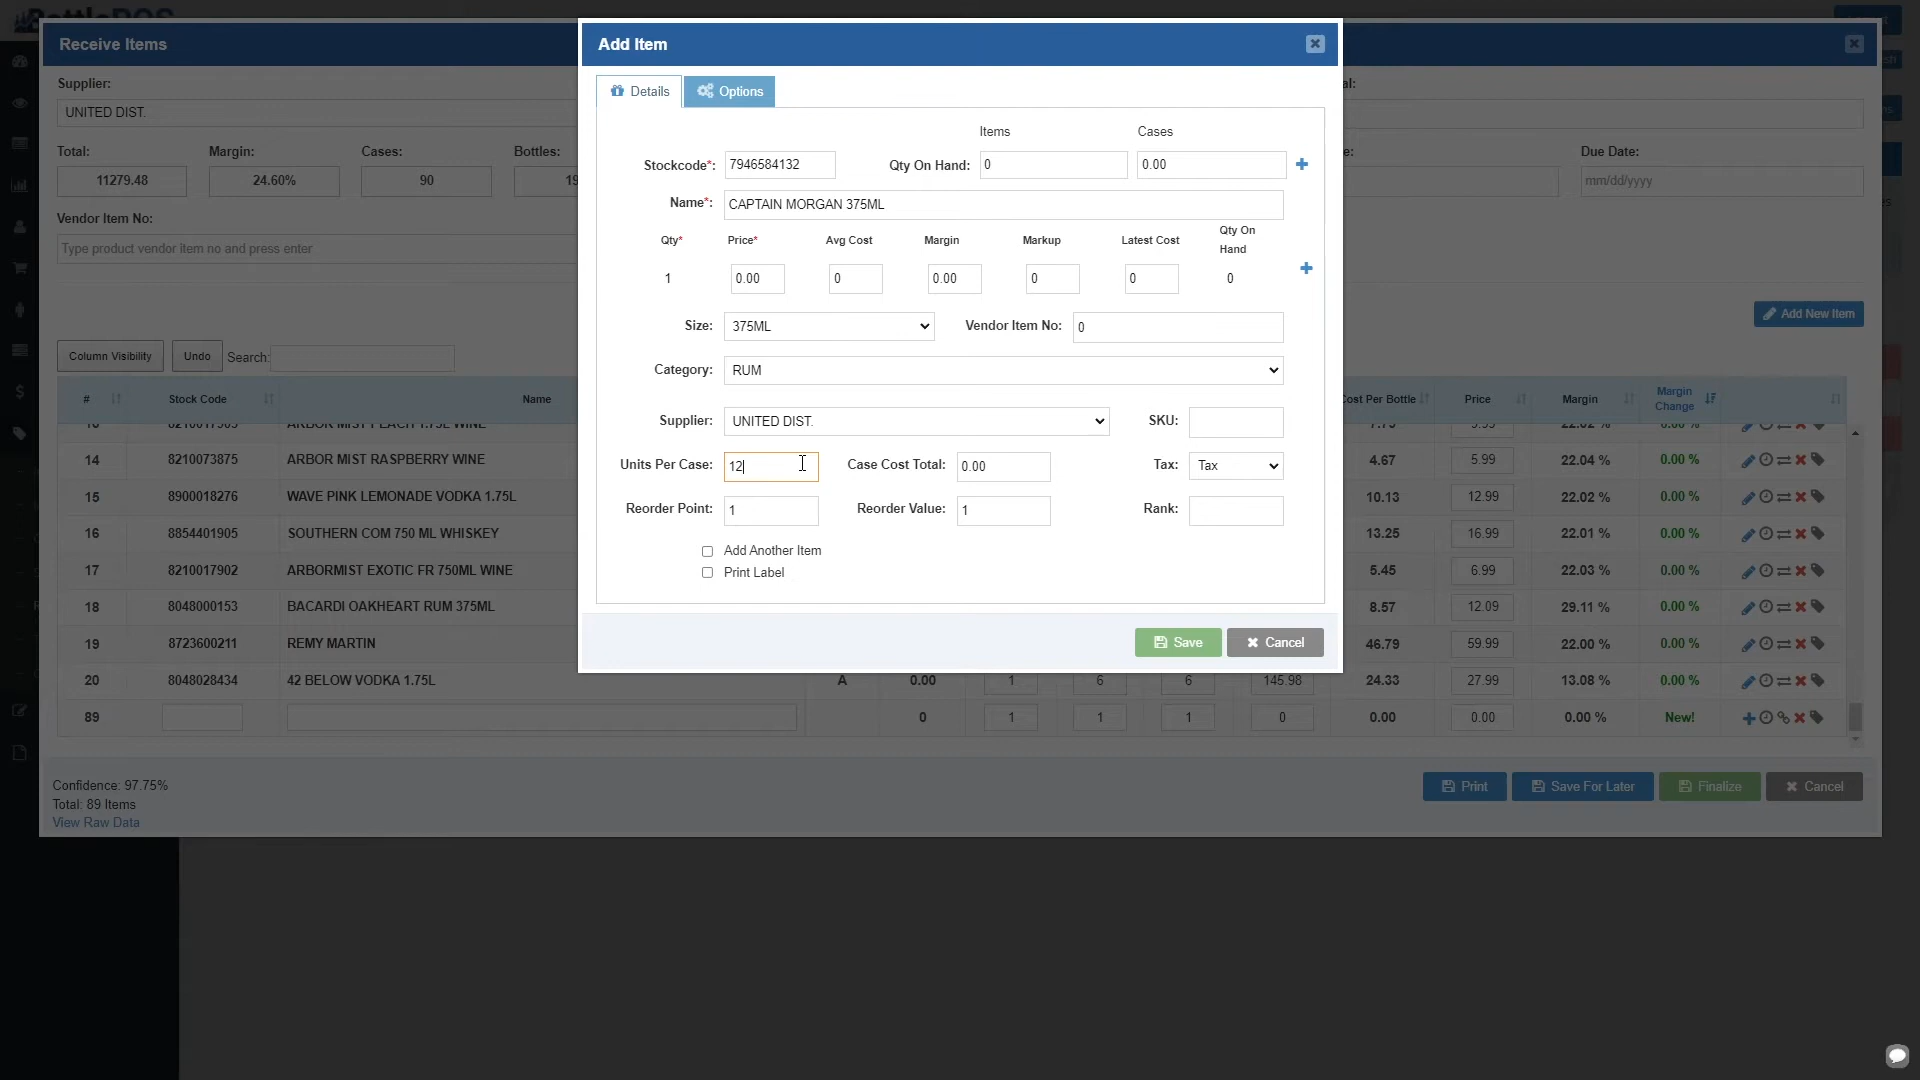 Receive Items
Add Item
Supplier:
UNITED DIST.
Total: Margin: Cases: Bottles:
11279.48 24.60% 90
Vendor Item No:
Type product vendor item no and press enter
Due Date:
mm/dd/yyyy
Details Options
Items Cases
Stockcode*: 7946584132 Qty On Hand: 0 0.00
Name*: CAPTAIN MORGAN 375ML
Qty* Price* Avg Cost Margin Markup Latest Cost Qty On Hand
1 0.00 0 0.00 0 0 0
Size: 375ML Vendor Item No: 0
Category: RUM
Supplier: UNITED DIST. SKU:
Units Per Case: 12 Case Cost Total: 0.00 Tax: Tax
Reorder Point: 1 Reorder Value: 1 Rank:
Add Another Item
Print Label
Save Cancel
Add New Item
Column Visibility Undo Search:
# Stock Code Name Cost Per Bottle Price Margin Margin Change
14 8210073875 ARBOR MIST RASPBERRY WINE 4.67 5.99 22.04 % 0.00 %
15 8900018276 WAVE PINK LEMONADE VODKA 1.75L 10.13 12.99 22.02 % 0.00 %
16 8854401905 SOUTHERN COM 750 ML WHISKEY 13.25 16.99 22.01 % 0.00 %
17 8210017902 ARBORMIST EXOTIC FR 750ML WINE 5.45 6.99 22.03 % 0.00 %
18 8048000153 BACARDI OAKHEART RUM 375ML 8.57 12.09 29.11 % 0.00 %
19 8723600211 REMY MARTIN 46.79 59.99 22.00 % 0.00 %
20 8048028434 42 BELOW VODKA 1.75L A 0.00 1 6 6 145.98 24.33 27.99 13.08 % 0.00 %
89 0 1 1 1 0 0.00 0.00 0.00 % New!
Confidence: 97.75%
Total: 89 Items
View Raw Data
Print Save For Later Finalize Cancel